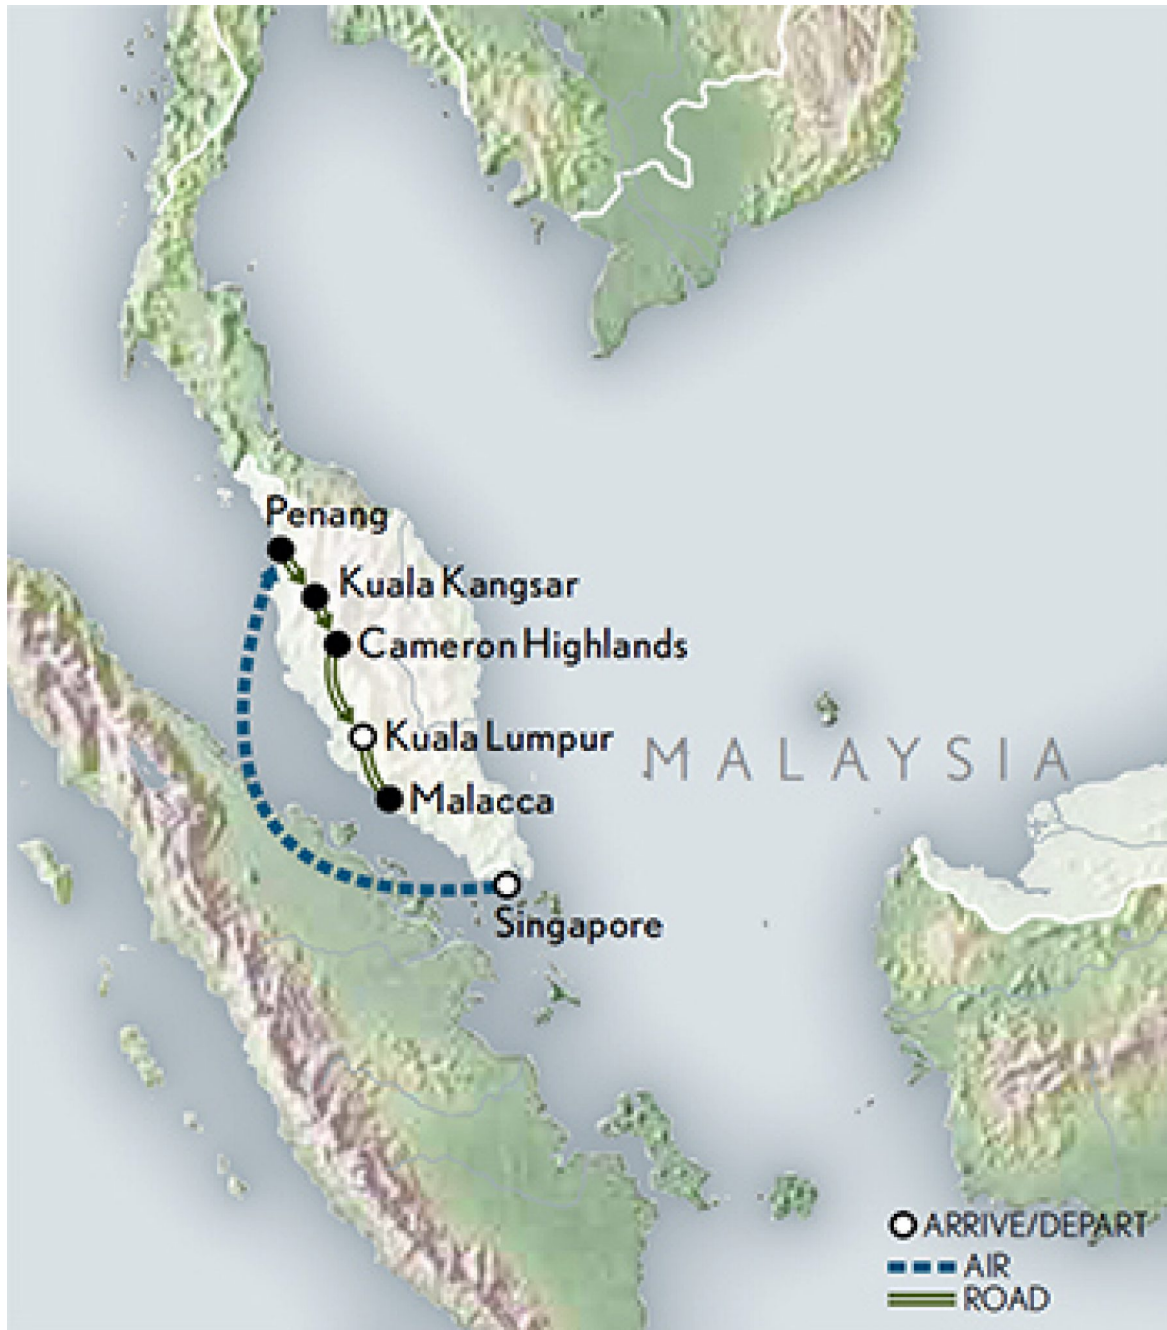 Penang
Kuala Kangsar
Cameron Highlands
Kuala Lumpur
MALAYSIA
Malacca
Singapore
ARRIVE/DEPART
AIR
ROAD